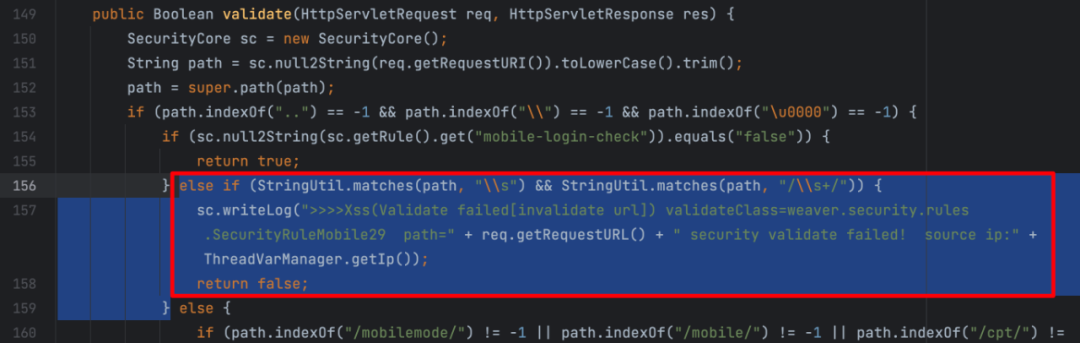 149 public Boolean validate(HttpServletRequest req, HttpServletResponse res) {
150 SecurityCore sc = new SecurityCore();
151 String path = sc.null2String(req.getRequestURI()).toLowerCase().trim();
152 path = super.path(path);
153 if (path.indexOf("..") == -1 && path.indexOf("\\") == -1 && path.indexOf("\u0000") == -1) {
154 if (sc.null2String(sc.getRule().get("mobile-login-check")).equals("false")) {
155 return true;
156 } else if (StringUtil.matches(path, "\\s") && StringUtil.matches(path, "/\\s+/")) {
157 sc.writeLog(">>>>Xss(Validate failed[invalidate url]) validateClass=weaver.security.rules
.SecurityRuleMobile29  path=" + req.getRequestURL() + " security validate failed!  source ip:" +
ThreadVarManager.getIp());
158 return false;
159 } else {
160 if (path.indexOf("/mobilemode/") != -1 || path.indexOf("/mobile/") != -1 || path.indexOf("/cpt/") !=